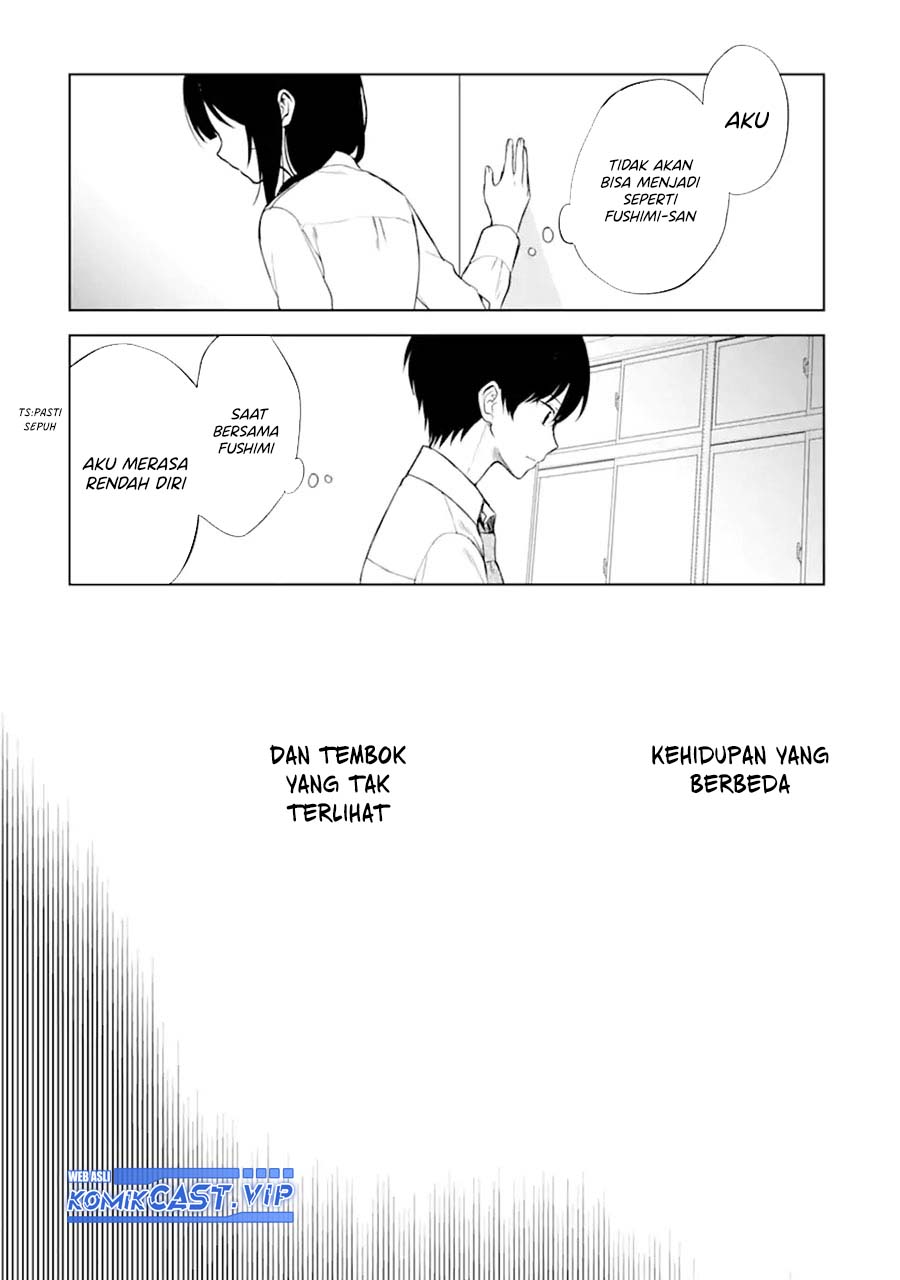 AKU
TIDAK AKAN
BISA MENJADI
SEPERTI
FUSHIMI-SAN
SAAT
BERSAMA
FUSHIMI
AKU MERASA
RENDAH DIRI
TS:PASTI
SEPUH
KEHIDUPAN YANG
BERBEDA
DAN TEMBOK
YANG TAK
TERLIHAT
WEB ASLI
KOMIKCAST.VIP